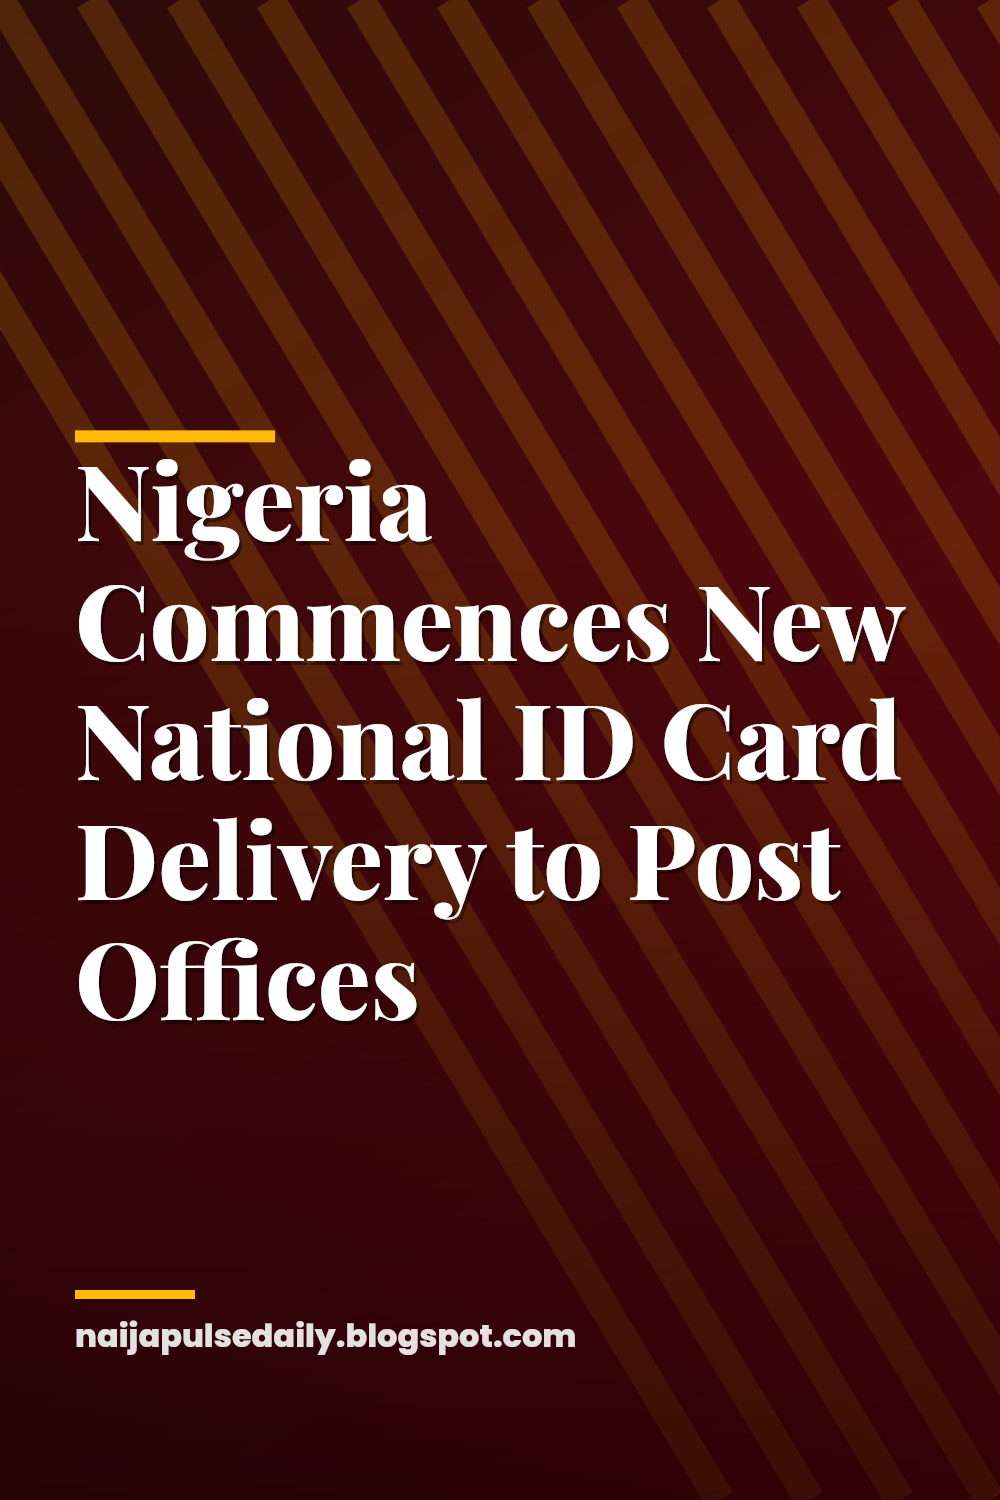 Nigeria
Commences New
National ID Card
Delivery to Post
Offices
naijapulsedaily.blogspot.com